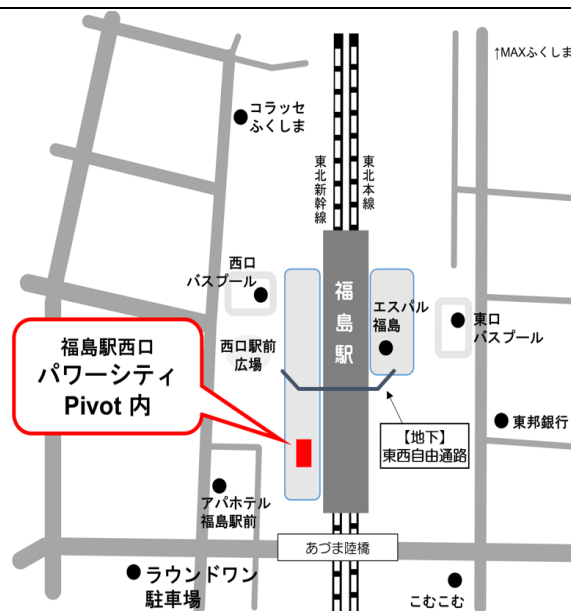 ↑MAXふくしま
コラッセ
ふくしま
東北新幹線
東北本線
西口
バスプール
福島駅
エスパル
福島
東口
バスプール
西口駅前
広場
福島駅西口
パワーシティ
Pivot 内
【地下】
東西自由通路
東邦銀行
アパホテル
福島駅前
あづま陸橋
ラウンドワン
駐車場
こむこむ